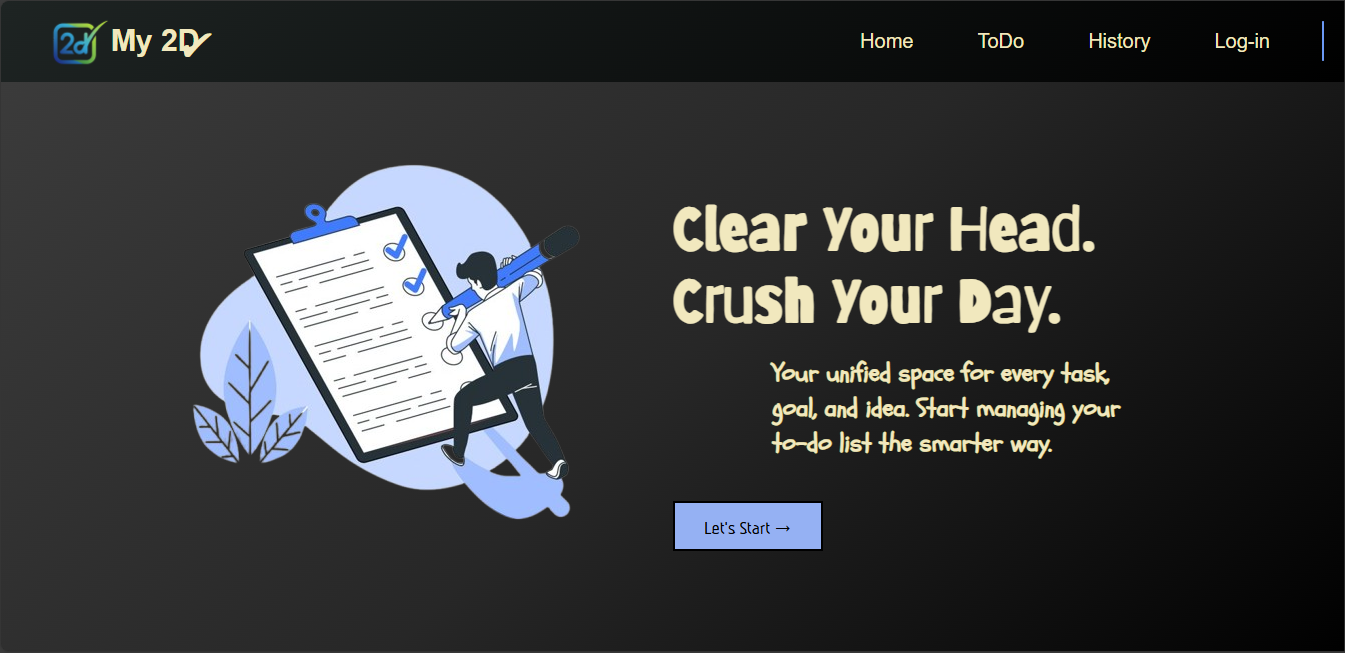 2d
My 2D✓
Home
ToDo
History
Log-in
Clear Your Head.
Crush Your Day.
Your unified space for every task,
goal, and idea. Start managing your
to-do list the smarter way.
Let's Start →